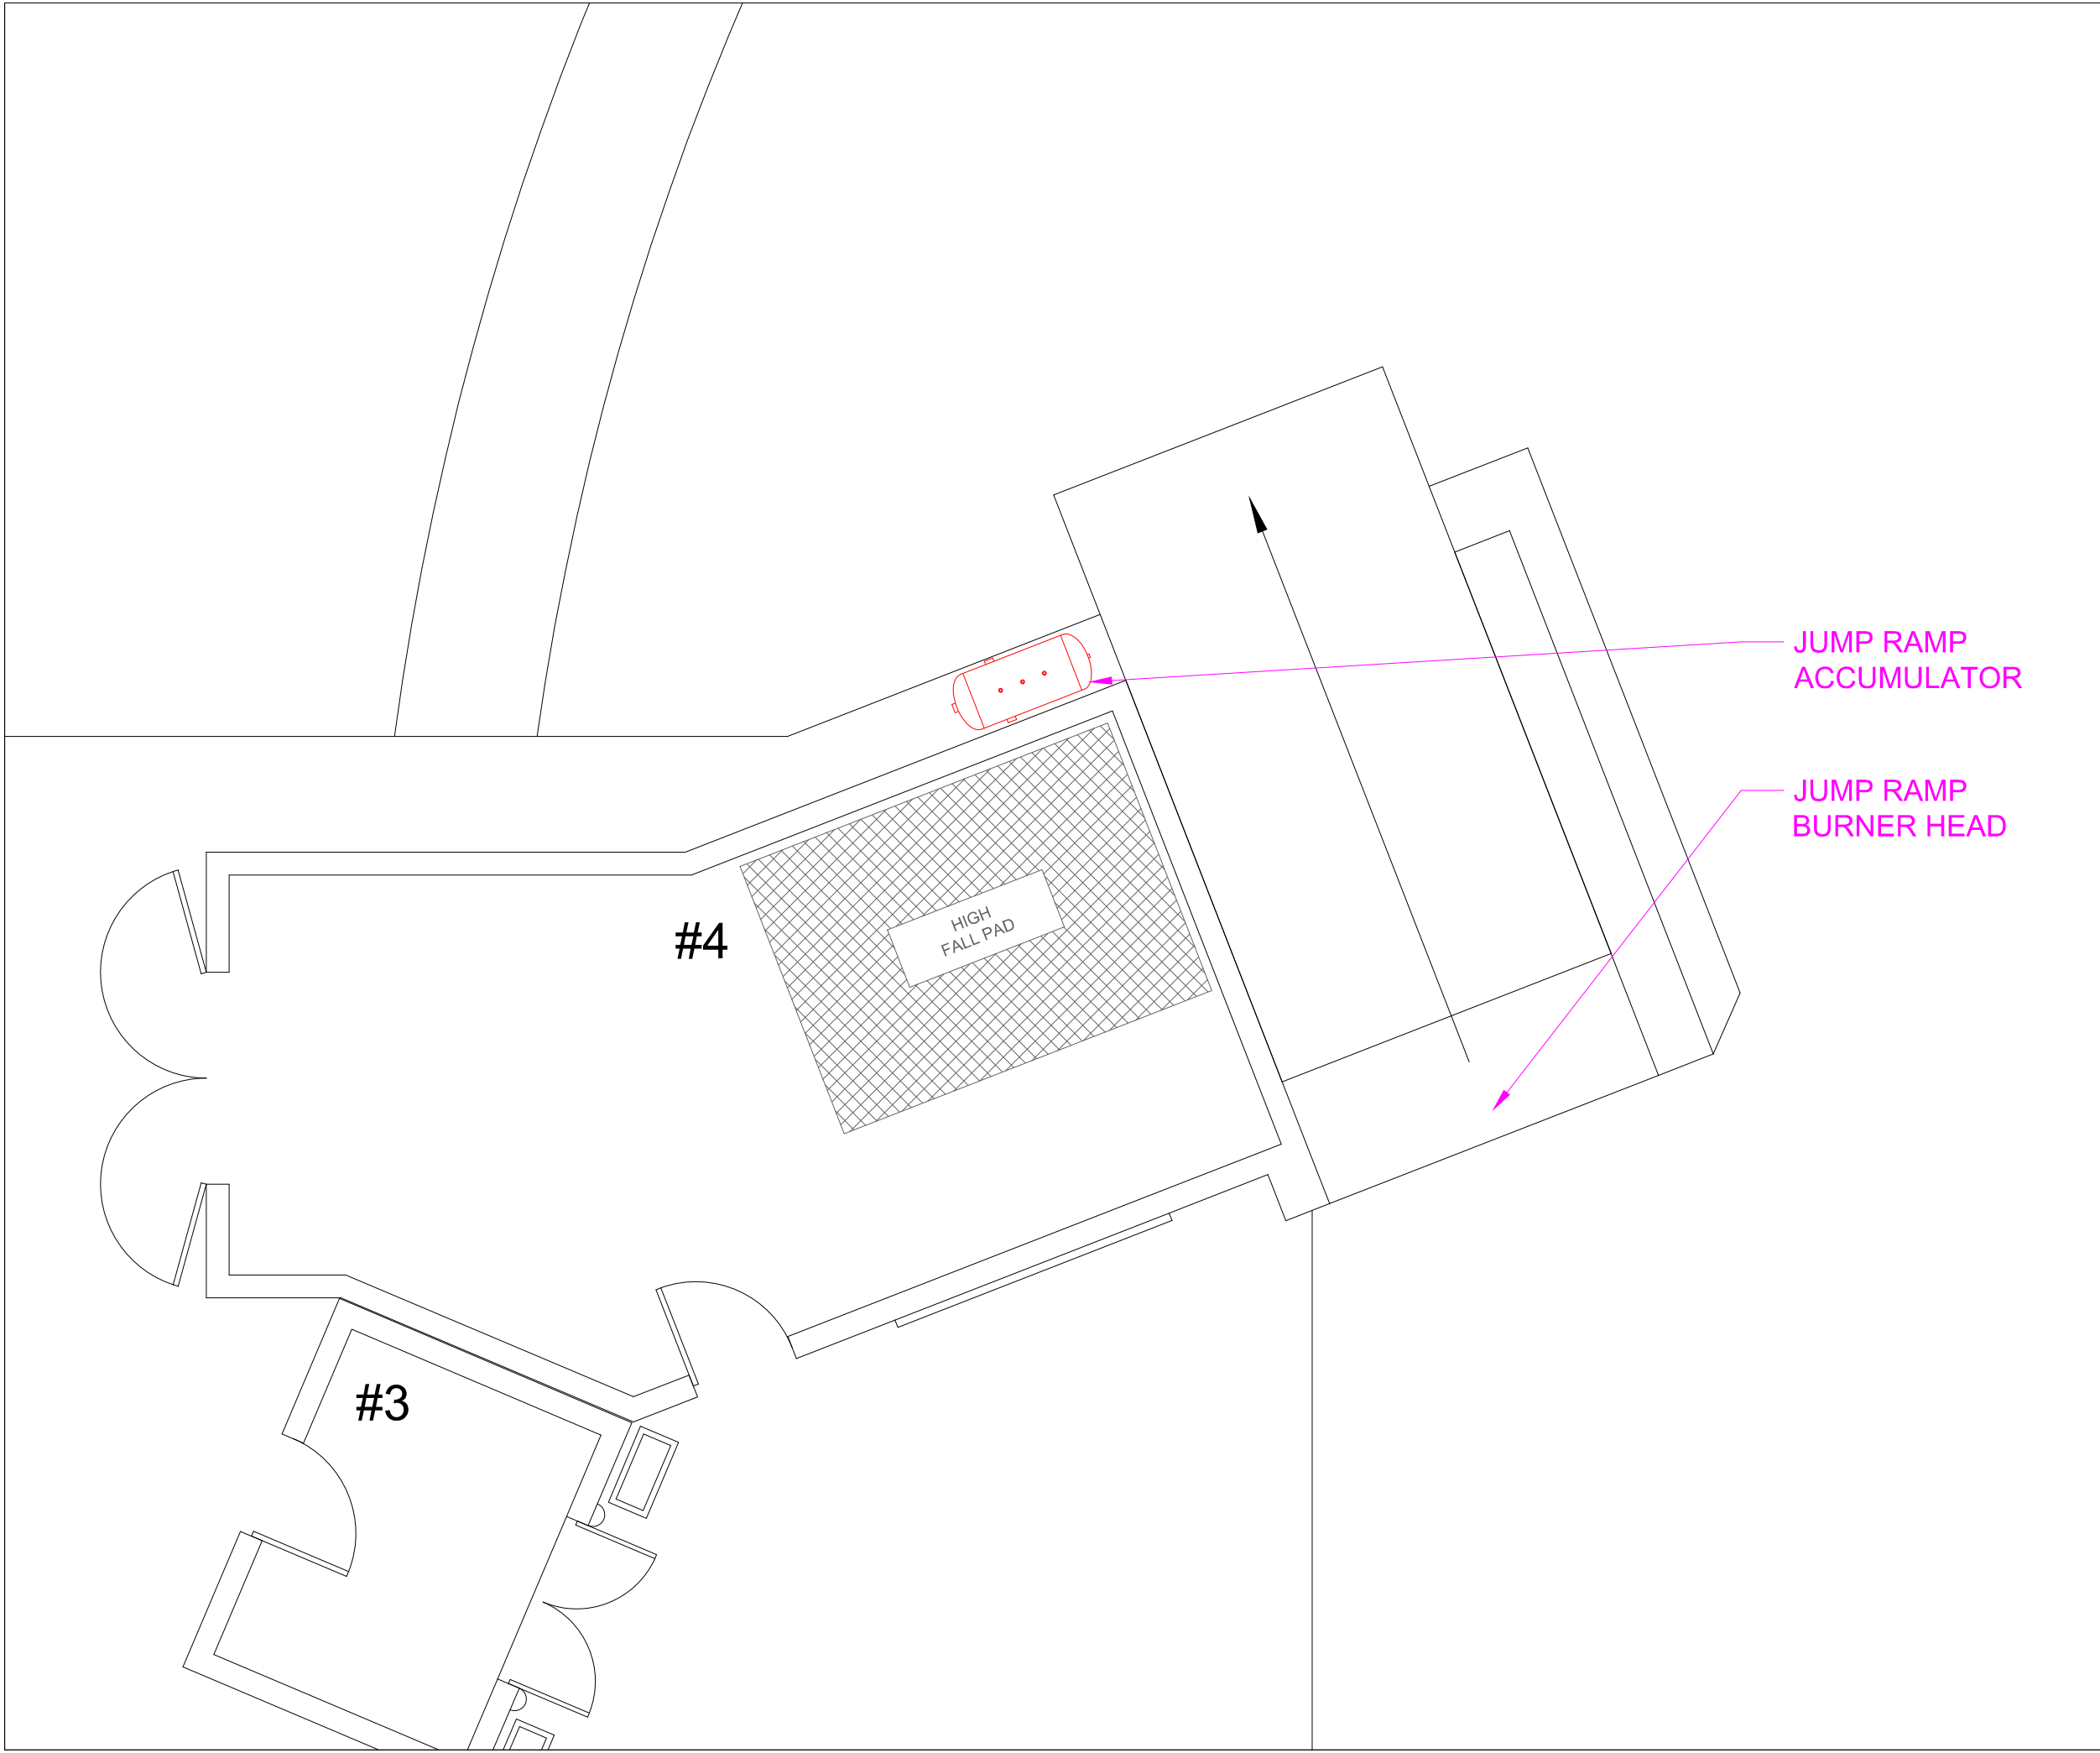 JUMP RAMP
ACCUMULATOR
JUMP RAMP
BURNER HEAD
#4
HIGH
FALL PAD
#3